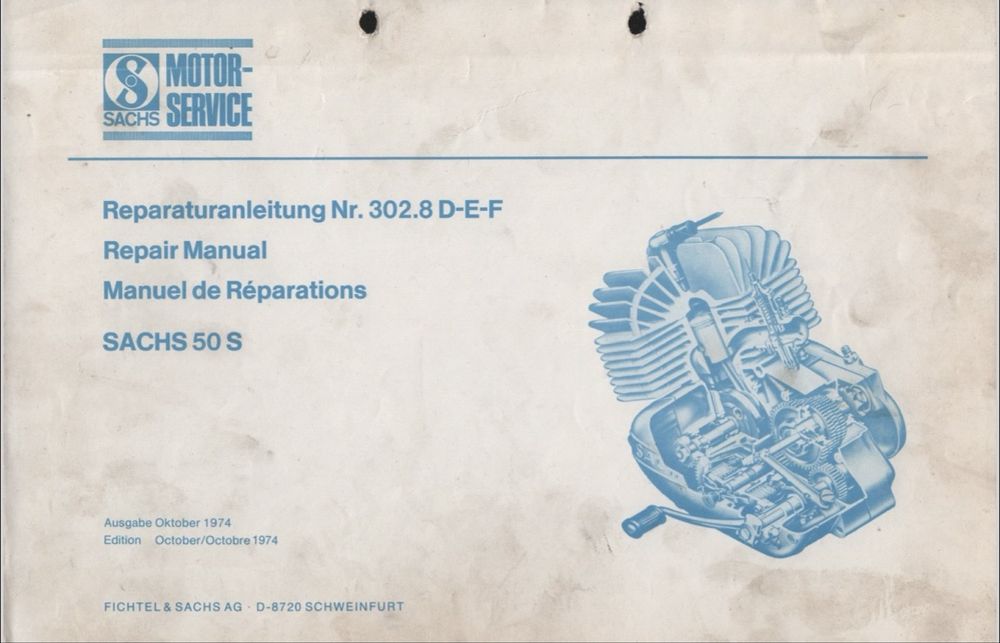 SACHS
MOTOR-
SERVICE
Reparaturanleitung Nr. 302.8 D-E-F
Repair Manual
Manuel de Réparations
SACHS 50 S
Ausgabe Oktober 1974
Edition October/Octobre 1974
FICHTEL & SACHS AG · D-8720 SCHWEINFURT